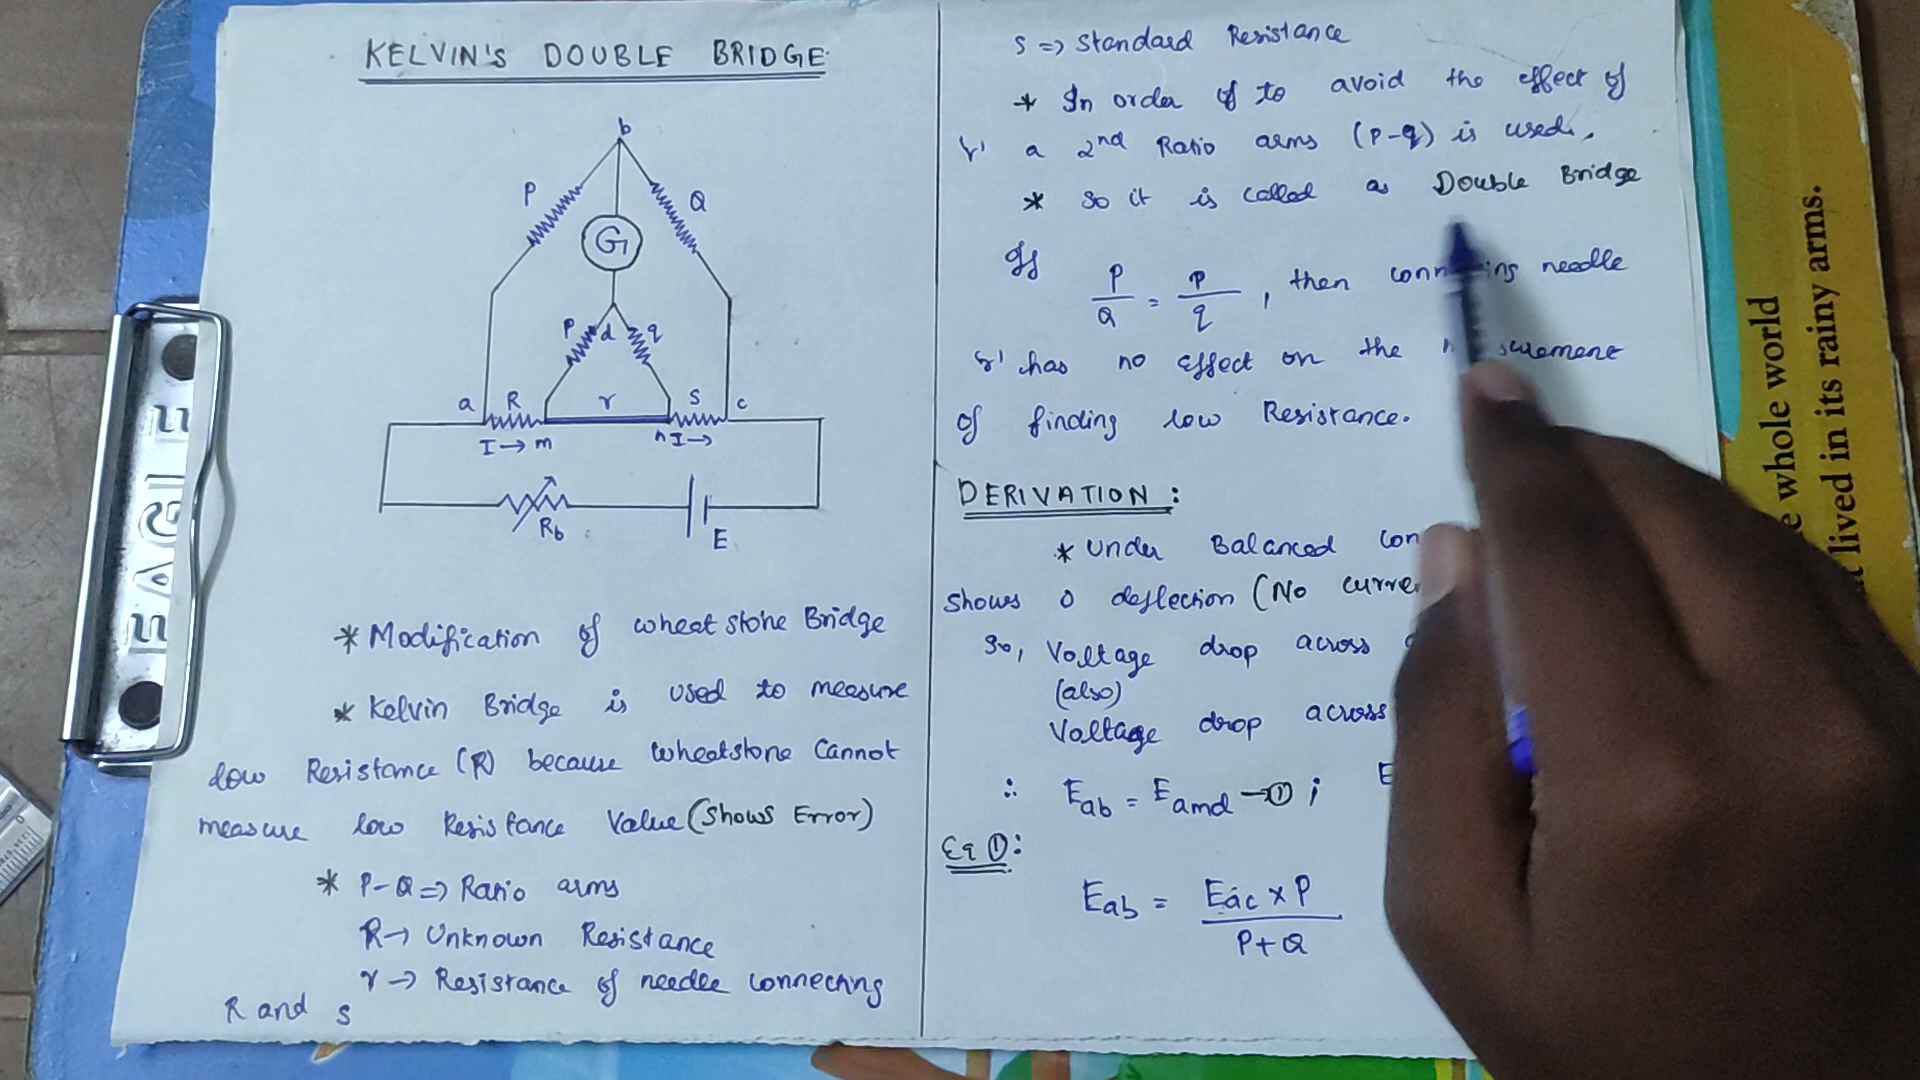 KELVIN'S DOUBLE BRIDGE
b
P
Q
G
P
d
q
a
R
r
S
c
I → m
n I →
Rb
E
* Modification of wheat stone Bridge
* Kelvin Bridge is used to measure
low Resistance (R) because wheatstone cannot
measure low Resistance Value (Shows Error)
* P-Q ⇒ Ratio arms
R → Unknown Resistance
r → Resistance of needle connecting
R and s
S ⇒ Standard Resistance
* In order of to avoid the effect of
'r' a 2nd Ratio arms (P-q) is used.
* So it is called as Double Bridge
If
P/Q = P/q , then needle
'r' has no effect on the
of finding low Resistance.
DERIVATION :
* Under Balanced
Shows 0 deflection (No
So, Voltage drop across
(also)
Voltage drop across
∴ Eab = Eamd → ① ; E
Eq ①:
Eab = Eac x P
P+Q
EAGLE
e whole world
lived in its rainy arms.